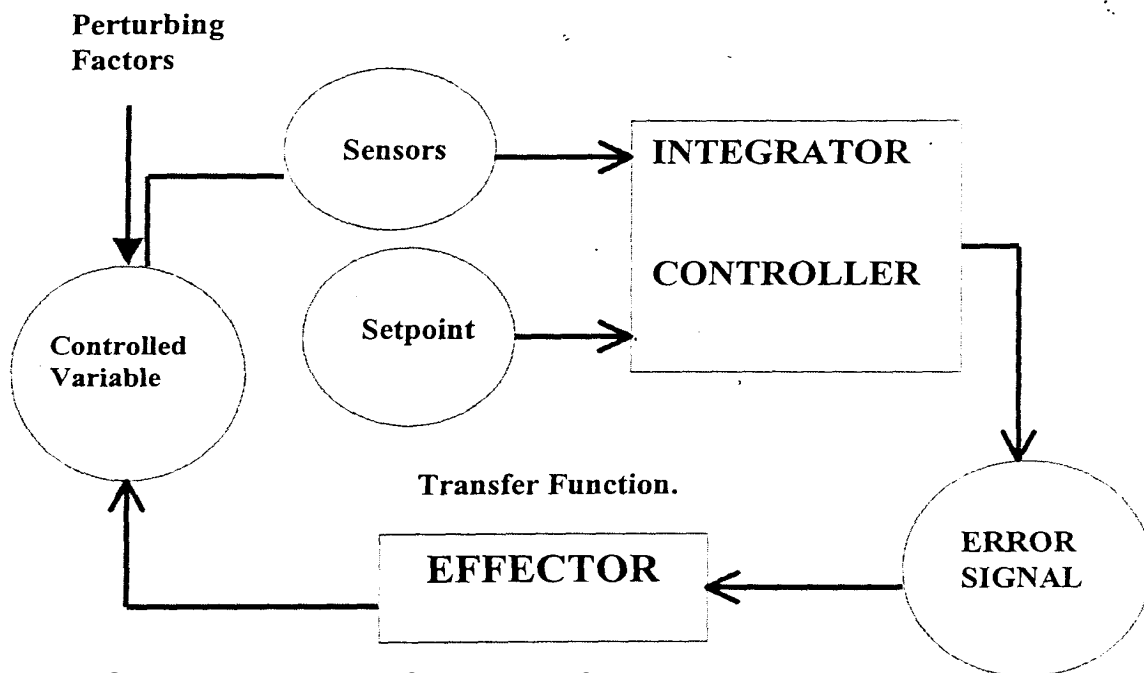 Perturbing
Factors
Sensors
INTEGRATOR
CONTROLLER
Setpoint
Controlled
Variable
Transfer Function.
EFFECTOR
ERROR
SIGNAL